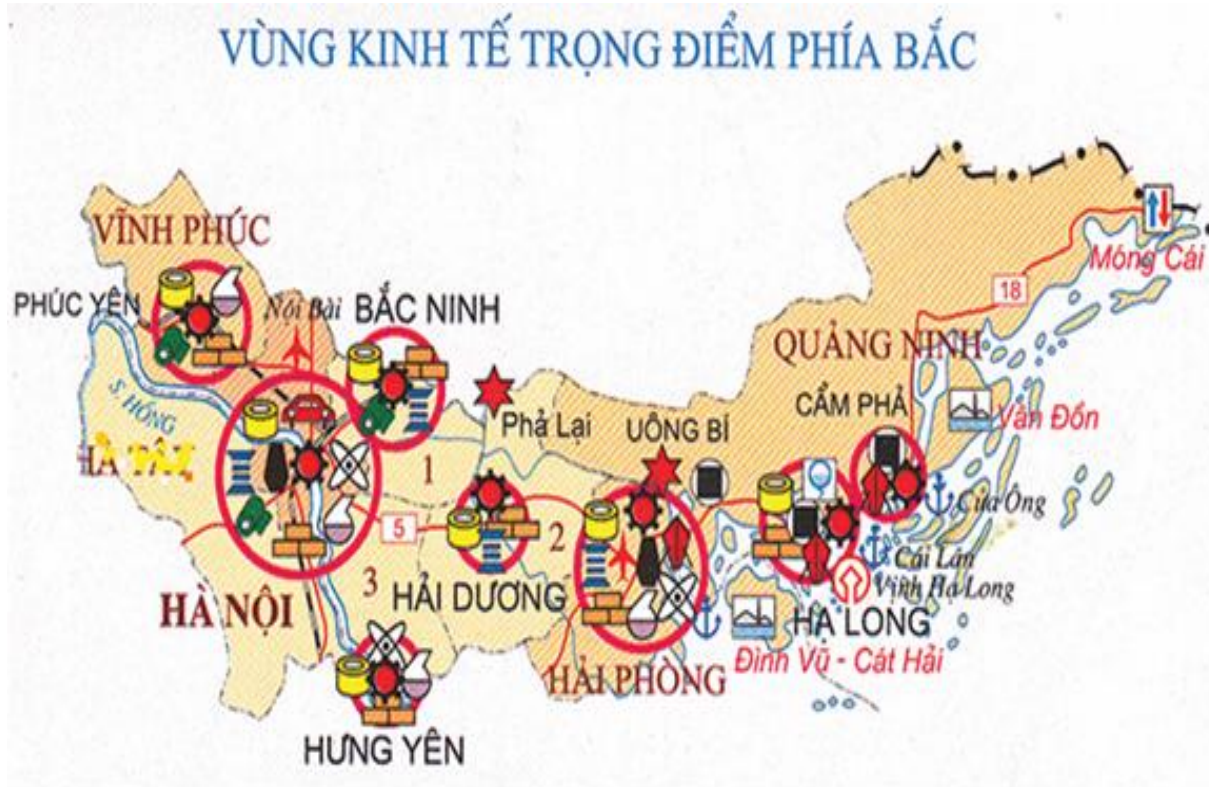 VÙNG KINH TẾ TRỌNG ĐIỂM PHÍA BẮC
VĨNH PHÚC
Móng Cái
18
PHÚC YÊN
Nội Bài
BẮC NINH
QUẢNG NINH
S. HỒNG
Phả Lại
UÔNG BÍ
CẨM PHẢ
Vân Đồn
1
5
2
Cửa Ông
Cái Lân
Vịnh Hạ Long
3
HÀ NỘI
HẢI DƯƠNG
HẠ LONG
HẢI PHÒNG
Đình Vũ - Cát Hải
HƯNG YÊN